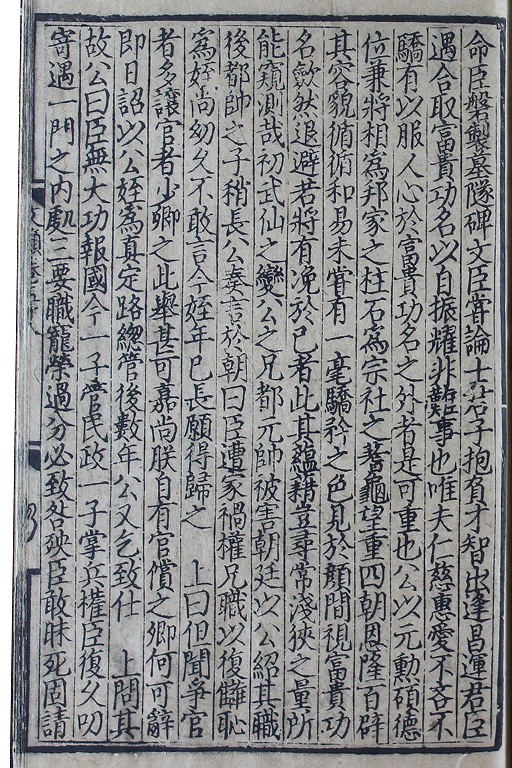 命臣磐製墓隧碑文臣甞論士君子抱負才智出逢昌運君臣
遇合取富貴功名以自振耀非難事也唯夫仁慈惠愛不吝不
驕有以服人心於富貴功名之外者是可重也公以元勳碩德
位兼將相為邦家之柱石為宗社之蓍龜望重四朝恩隆百辟
其容貌循循和易未甞有一毫驕矜之色見於顔間視富貴功
名歛然退避若將有浼於己者此其蘊藉豈尋常淺狹之量所
能窺測哉初武仙之變公之兄都元帥被害朝廷以公紹其職
後都帥之子稍長公奏言於朝曰臣遭家禍權兄職以復讎恥
為姪尚幼久不敢言今姪年已長願得歸之 上曰但聞爭官
者多讓官者少卿之此舉甚可嘉尚朕自有官償之卿何可辭
即日詔以公姪為真定路緫管後數年公又乞致仕 上問其
故公曰臣無大功報國今一子管民政一子掌兵權臣復久叨
寄遇一門之內處三要職寵榮過分必致咎殃臣敢昧死固請